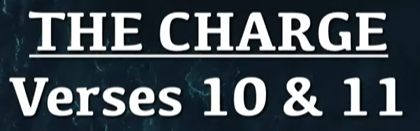 THE CHARGE
Verses 10 & 11